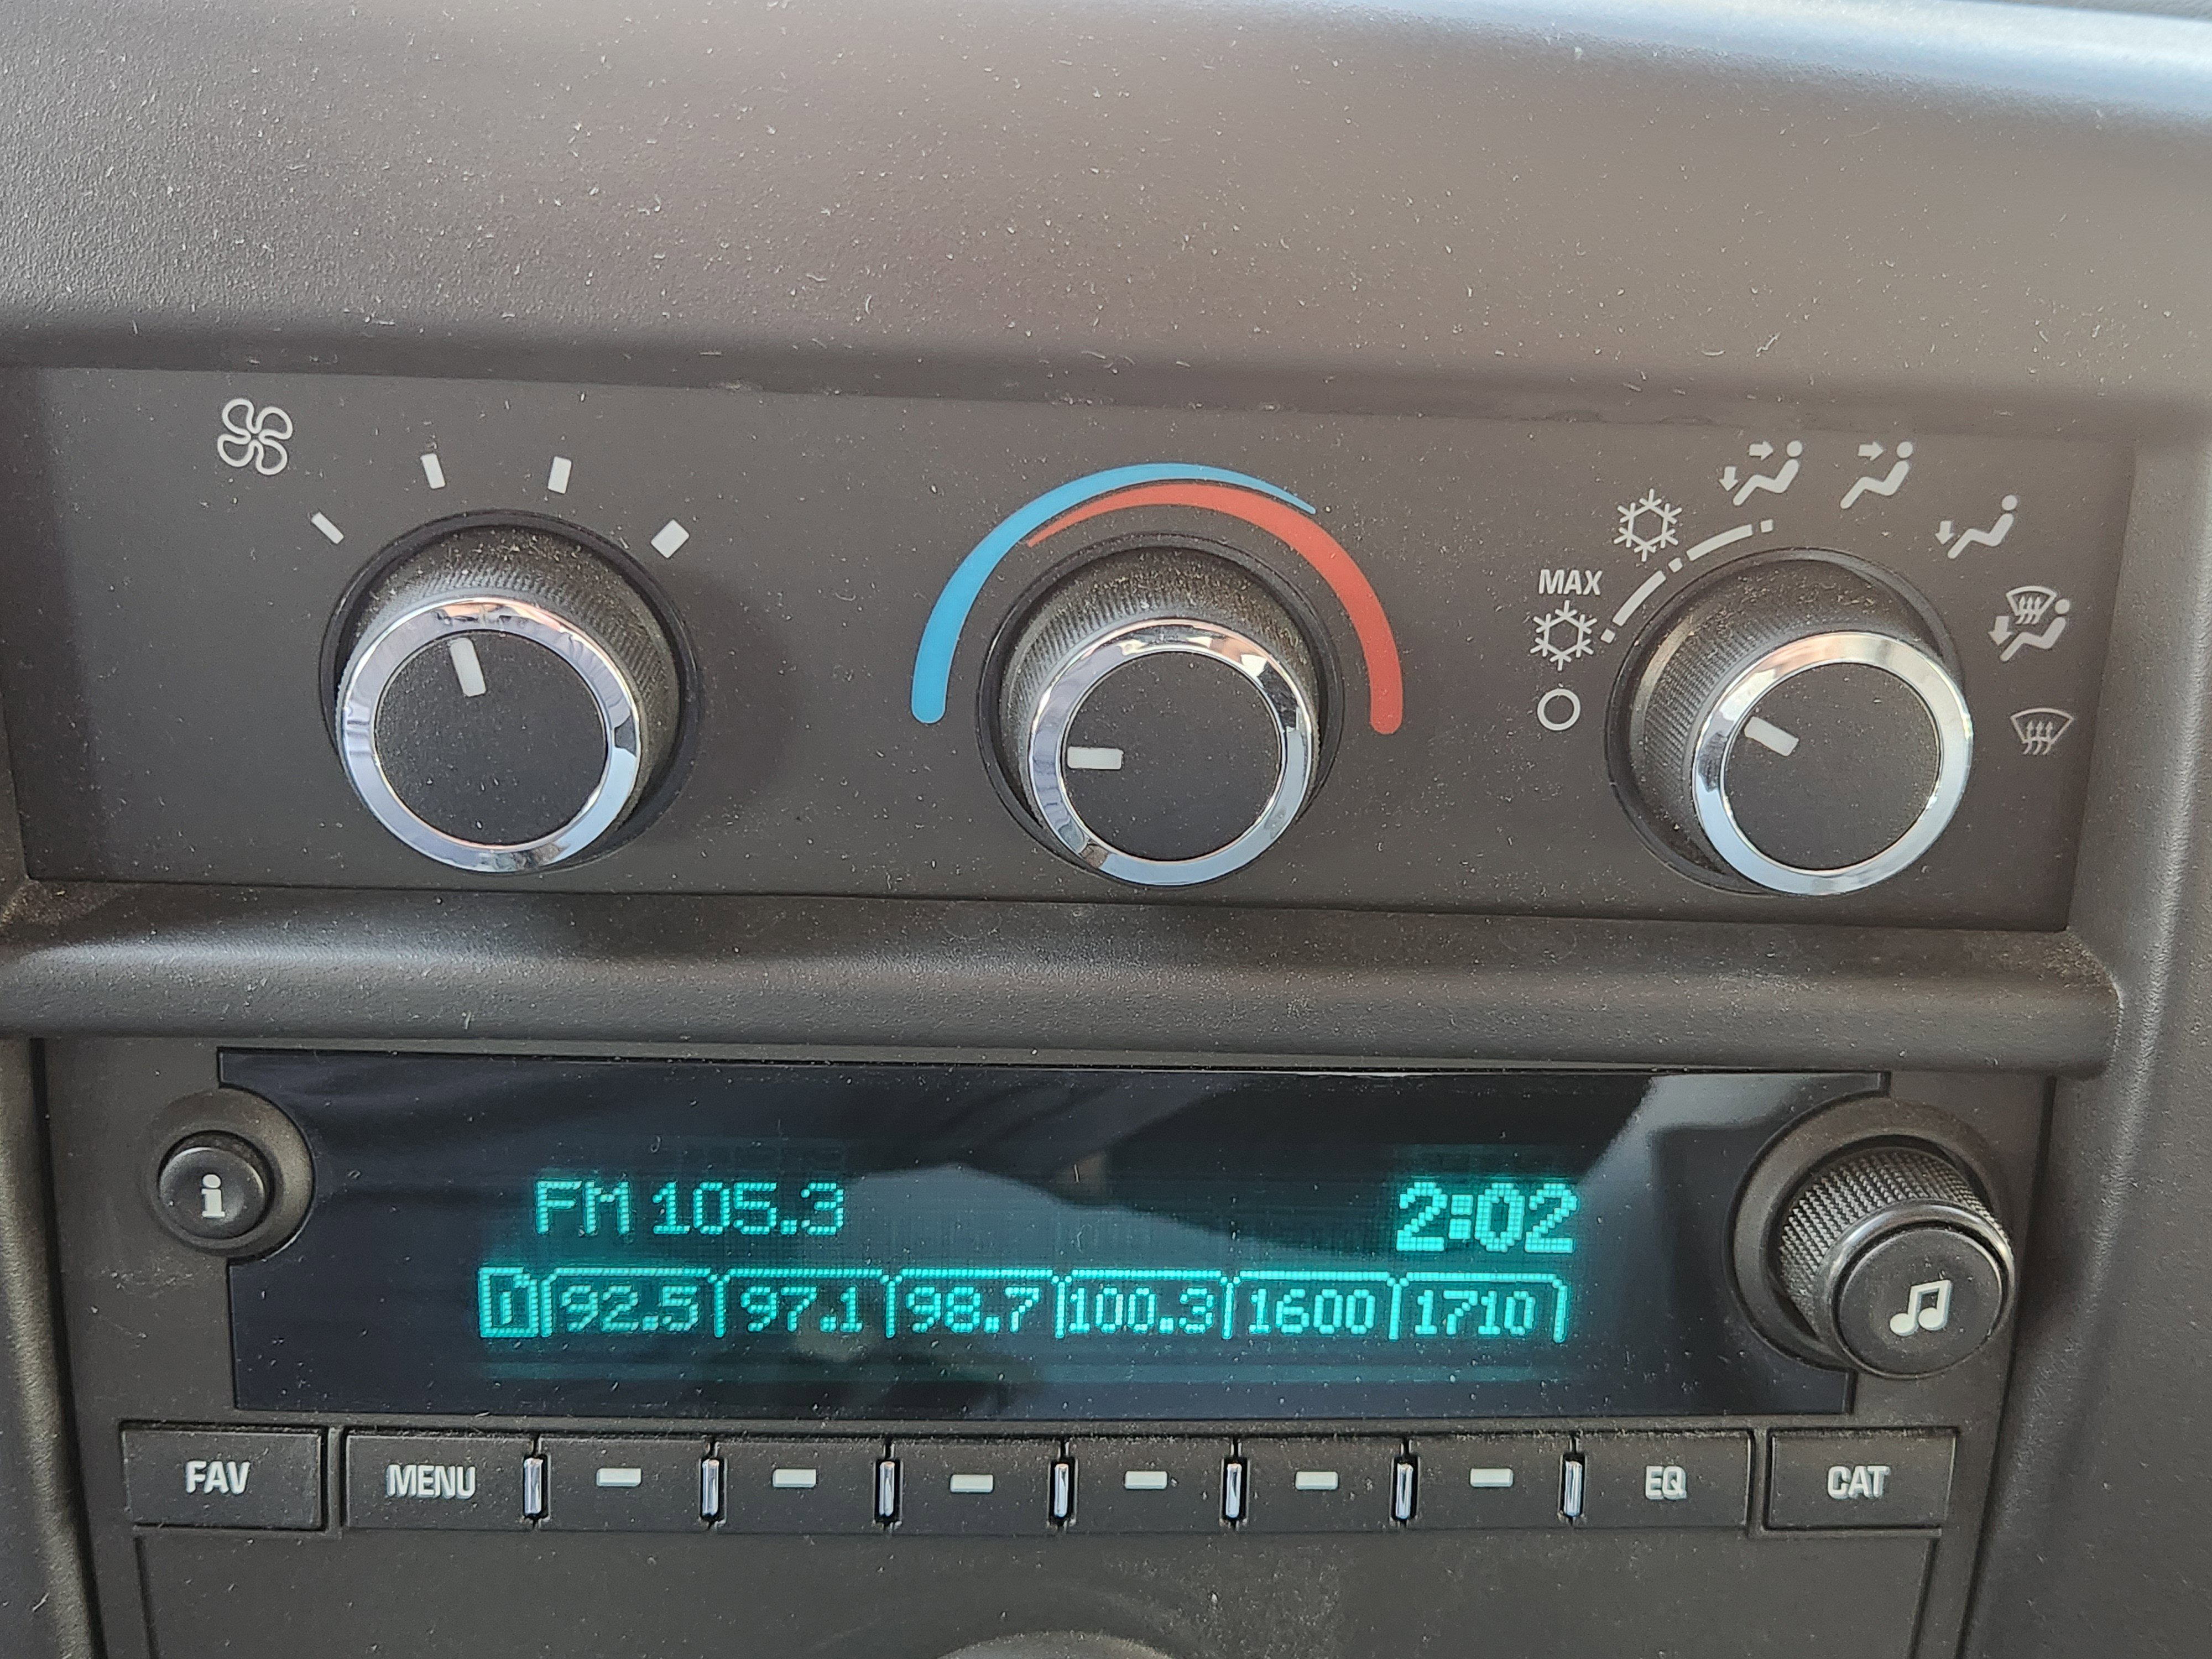 MAX
i
FM 105.3 2:02
1 92.5 97.1 98.7 100.3 1600 1710
FAV MENU EQ CAT